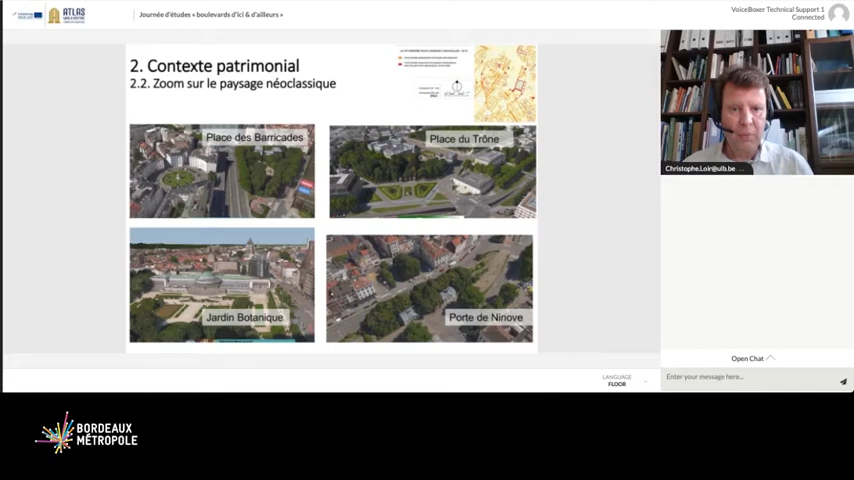 ATLAS
Journée d'études « boulevards d'ici & d'ailleurs »
VoiceBoxer Technical Support 1
Connected
2. Contexte patrimonial
2.2. Zoom sur le paysage néoclassique
Place des Barricades
Place du Trône
Jardin Botanique
Porte de Ninove
Christophe.Loir@ulb.be ...
Open Chat
LANGUAGE
FLOOR
Enter your message here...
BORDEAUX
MÉTROPOLE